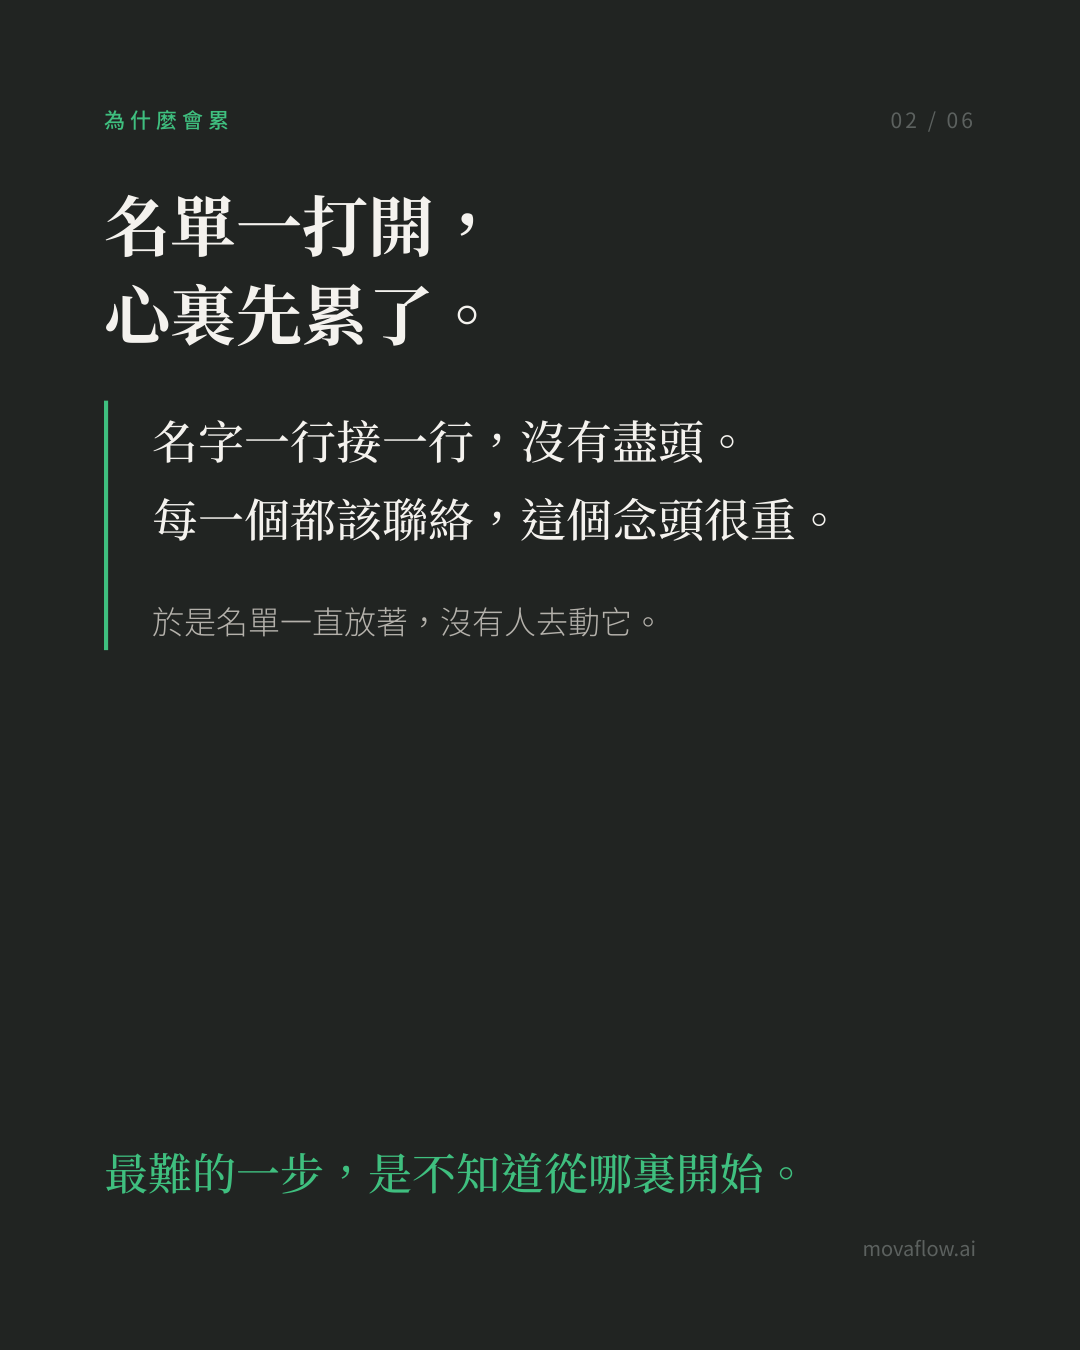 為什麼會累
02 / 06
名單一打開，
心裏先累了。
名字一行接一行，沒有盡頭。
每一個都該聯絡，這個念頭很重。
於是名單一直放著，沒有人去動它。
最難的一步，是不知道從哪裏開始。
movaflow.ai